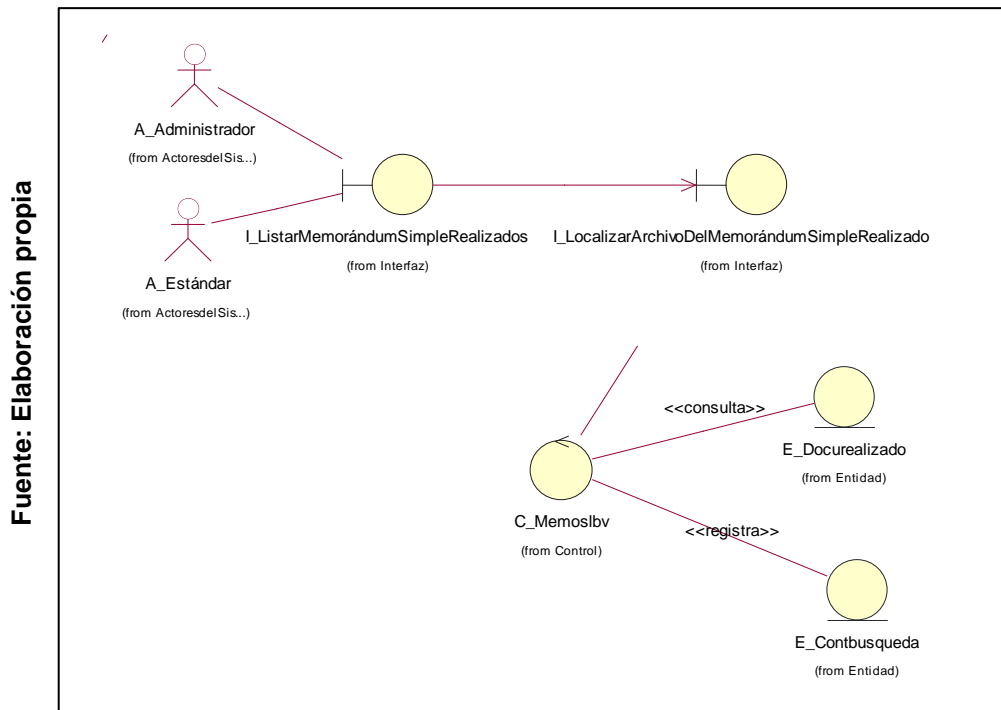 Fuente: Elaboración propia
A_Administrador
(from ActoresdelSis...)
A_Estándar
(from ActoresdelSis...)
I_ListarMemorándumSimpleRealizados
(from Interfaz)
I_LocalizarArchivoDelMemorándumSimpleRealizado
(from Interfaz)
<<consulta>>
E_Docurealizado
(from Entidad)
C_Memoslbv
(from Control)
<<registra>>
E_Contbusqueda
(from Entidad)